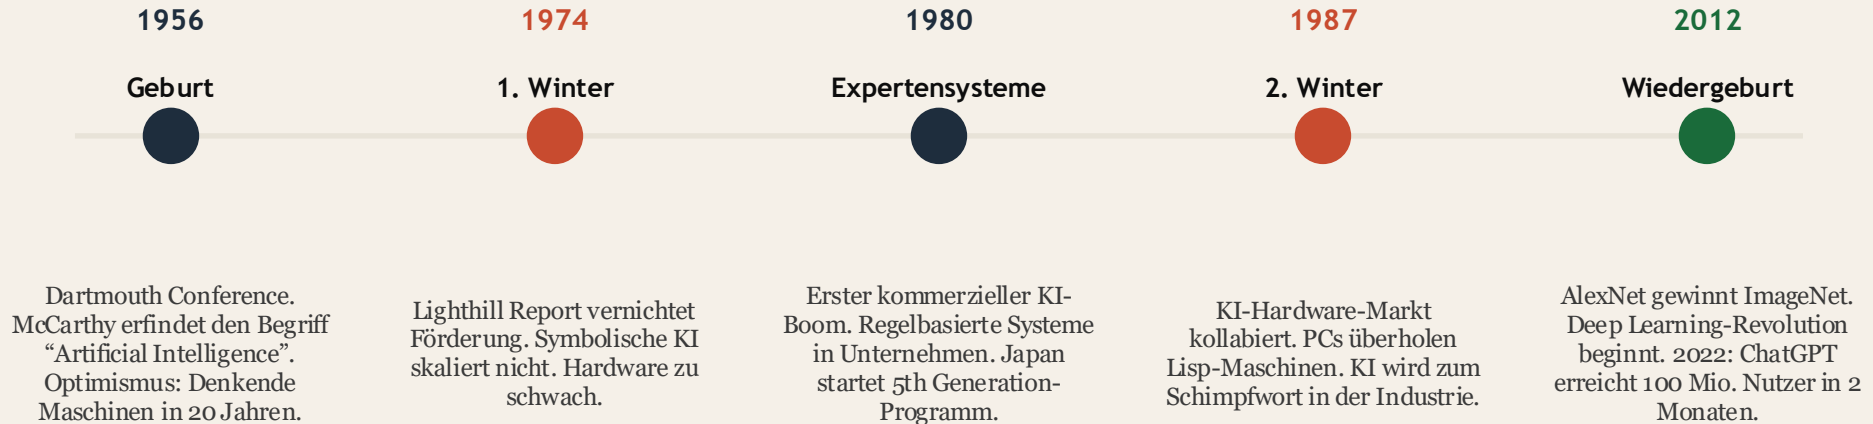 1956
Geburt
Dartmouth Conference.
McCarthy erfindet den Begriff
“Artificial Intelligence”.
Optimismus: Denkende
Maschinen in 20 Jahren.
1974
1. Winter
Lighthill Report vernichtet
Förderung. Symbolische KI
skaliert nicht. Hardware zu
schwach.
1980
Expertensysteme
Erster kommerzieller KI-
Boom. Regelbasierte Systeme
in Unternehmen. Japan
startet 5th Generation-
Programm.
1987
2. Winter
KI-Hardware-Markt
kollabiert. PCs überholen
Lisp-Maschinen. KI wird zum
Schimpfwort in der Industrie.
2012
Wiedergeburt
AlexNet gewinnt ImageNet.
Deep Learning-Revolution
beginnt. 2022: ChatGPT
erreicht 100 Mio. Nutzer in 2
Monaten.